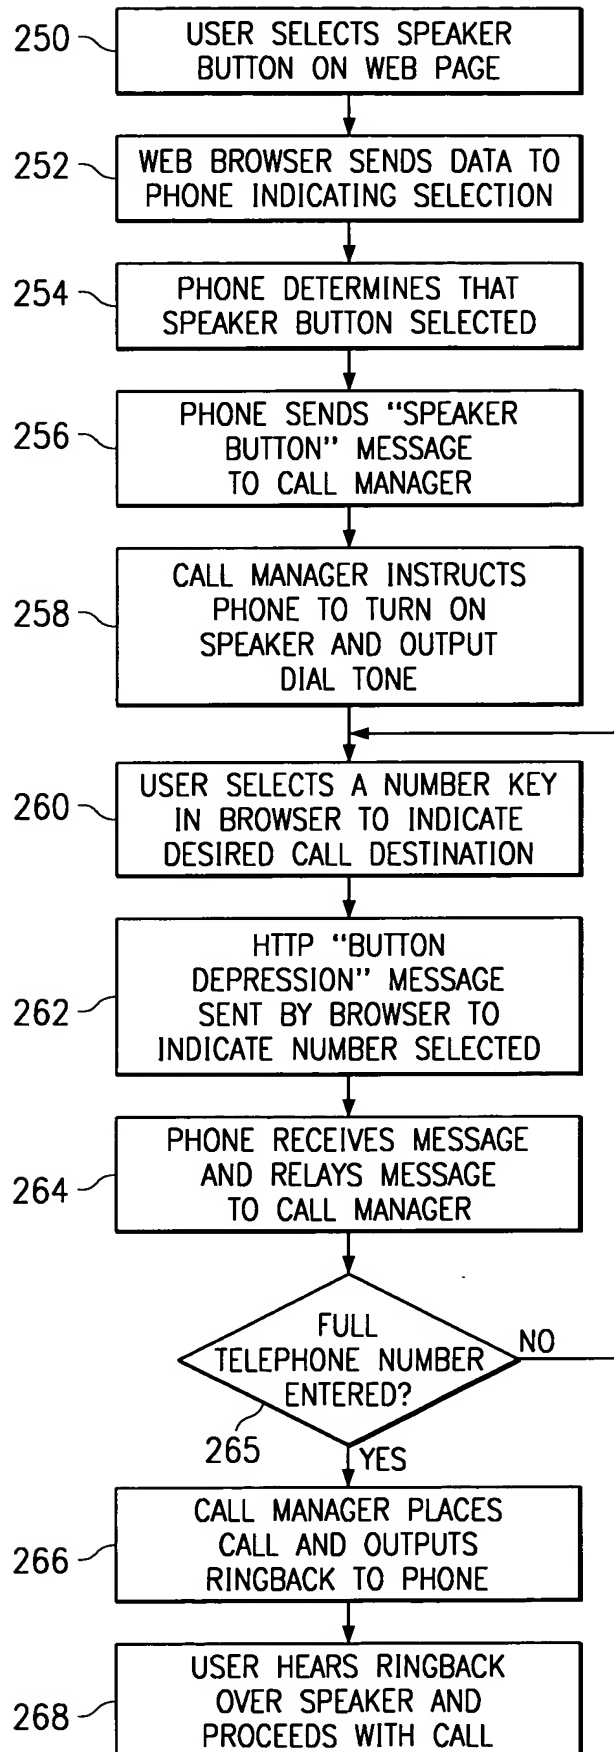 250
USER SELECTS SPEAKER
BUTTON ON WEB PAGE
252
WEB BROWSER SENDS DATA TO
PHONE INDICATING SELECTION
254
PHONE DETERMINES THAT
SPEAKER BUTTON SELECTED
256
PHONE SENDS “SPEAKER
BUTTON” MESSAGE
TO CALL MANAGER
258
CALL MANAGER INSTRUCTS
PHONE TO TURN ON
SPEAKER AND OUTPUT
DIAL TONE
260
USER SELECTS A NUMBER KEY
IN BROWSER TO INDICATE
DESIRED CALL DESTINATION
262
HTTP “BUTTON
DEPRESSION” MESSAGE
SENT BY BROWSER TO
INDICATE NUMBER SELECTED
264
PHONE RECEIVES MESSAGE
AND RELAYS MESSAGE
TO CALL MANAGER
FULL
TELEPHONE NUMBER
ENTERED?
NO
265
YES
266
CALL MANAGER PLACES
CALL AND OUTPUTS
RINGBACK TO PHONE
268
USER HEARS RINGBACK
OVER SPEAKER AND
PROCEEDS WITH CALL